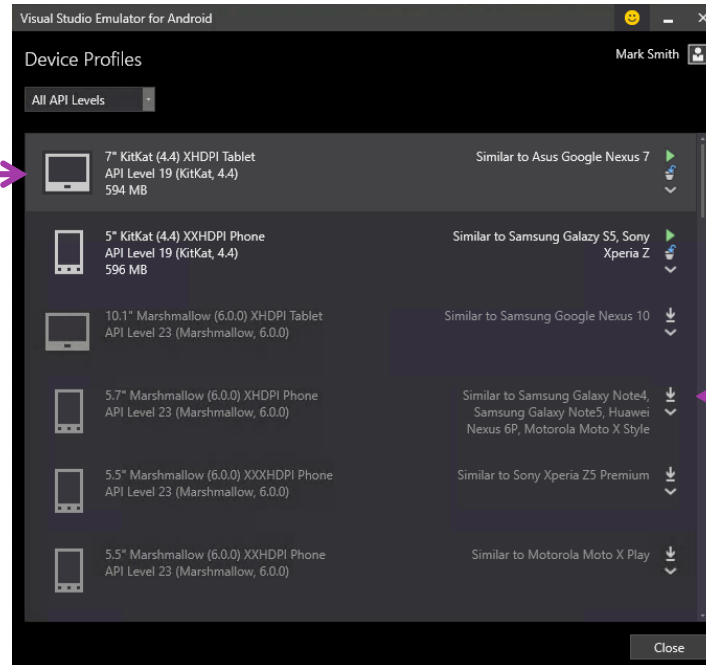 Visual Studio Emulator for Android
Device Profiles
Mark Smith
All API Levels
7" KitKat (4.4) XHDPI Tablet
API Level 19 (KitKat, 4.4)
594 MB
Similar to Asus Google Nexus 7
5" KitKat (4.4) XXHDPI Phone
API Level 19 (KitKat, 4.4)
596 MB
Similar to Samsung Galazy S5, Sony
Xperia Z
10.1" Marshmallow (6.0.0) XHDPI Tablet
API Level 23 (Marshmallow, 6.0.0)
Similar to Samsung Google Nexus 10
5.7" Marshmallow (6.0.0) XHDPI Phone
API Level 23 (Marshmallow, 6.0.0)
Similar to Samsung Galaxy Note4,
Samsung Galaxy Note5, Huawei
Nexus 6P, Motorola Moto X Style
5.5" Marshmallow (6.0.0) XXXHDPI Phone
API Level 23 (Marshmallow, 6.0.0)
Similar to Sony Xperia Z5 Premium
5.5" Marshmallow (6.0.0) XXHDPI Phone
API Level 23 (Marshmallow, 6.0.0)
Similar to Motorola Moto X Play
Close